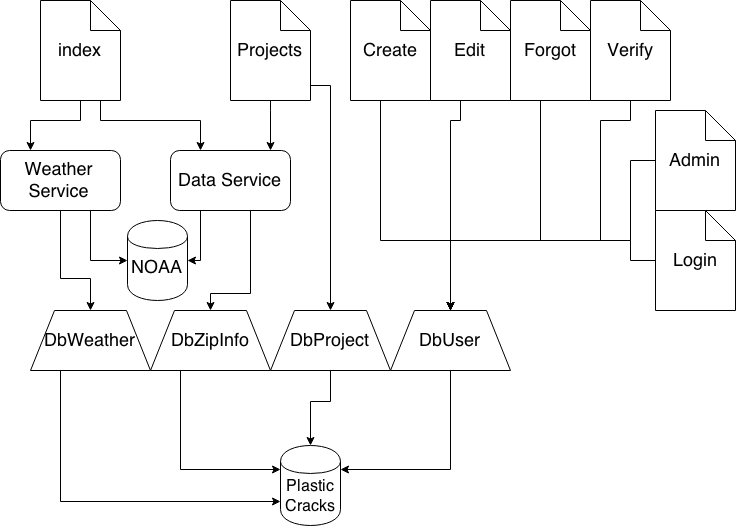 index
Projects
Create
Edit
Forgot
Verify
Admin
Login
Weather
Service
Data Service
NOAA
DbWeather
DbZipInfo
DbProject
DbUser
Plastic
Cracks